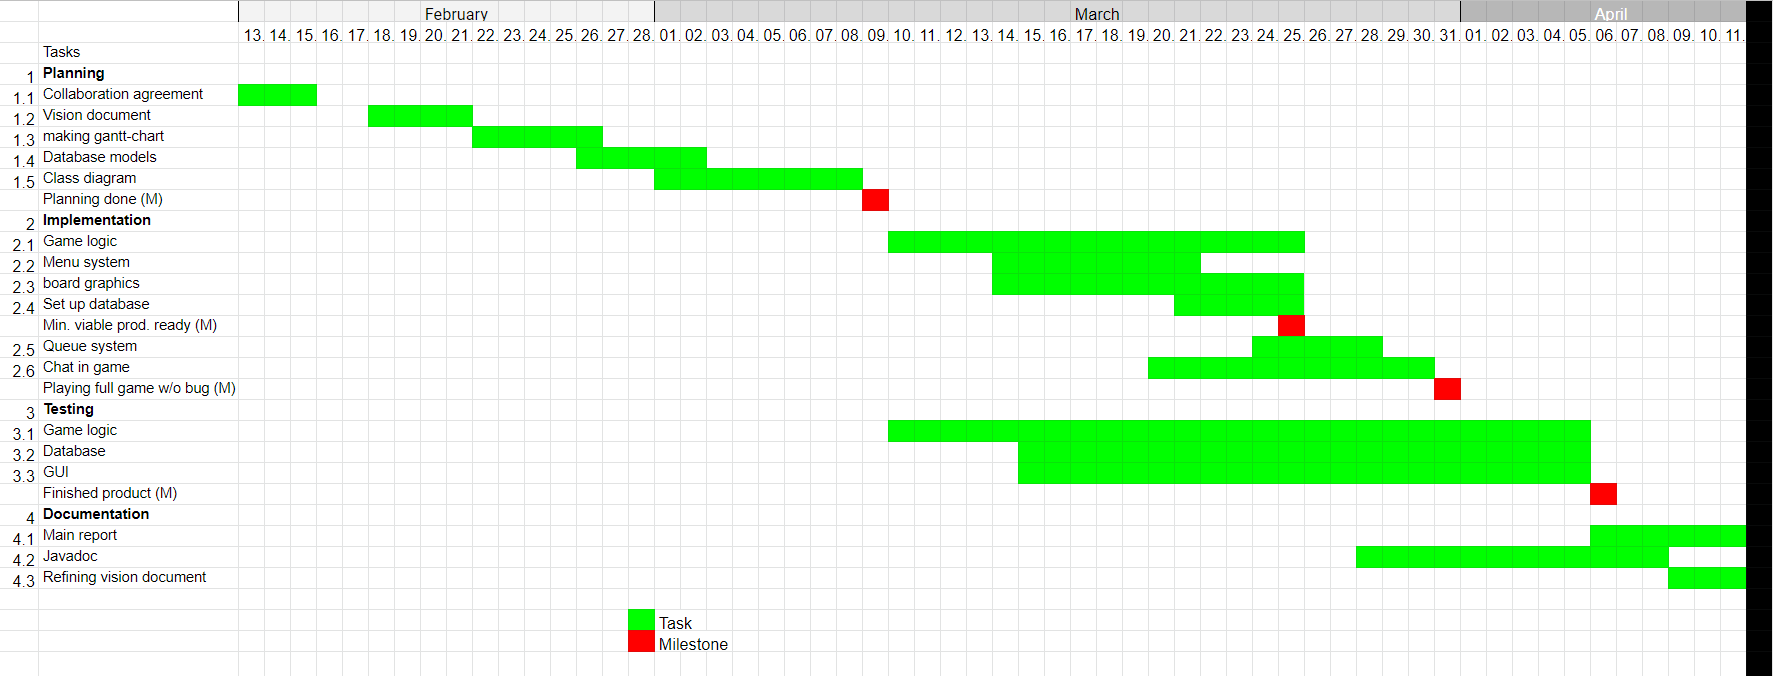 February March April
13. 14. 15. 16. 17. 18. 19. 20. 21. 22. 23. 24. 25. 26. 27. 28. 01. 02. 03. 04. 05. 06. 07. 08. 09. 10. 11. 12. 13. 14. 15. 16. 17. 18. 19. 20. 21. 22. 23. 24. 25. 26. 27. 28. 29. 30. 31. 01. 02. 03. 04. 05. 06. 07. 08. 09. 10. 11.
Tasks
1 Planning
1.1 Collaboration agreement
1.2 Vision document
1.3 making gantt-chart
1.4 Database models
1.5 Class diagram
Planning done (M)
2 Implementation
2.1 Game logic
2.2 Menu system
2.3 board graphics
2.4 Set up database
Min. viable prod. ready (M)
2.5 Queue system
2.6 Chat in game
Playing full game w/o bug (M)
3 Testing
3.1 Game logic
3.2 Database
3.3 GUI
Finished product (M)
4 Documentation
4.1 Main report
4.2 Javadoc
4.3 Refining vision document
Task
Milestone